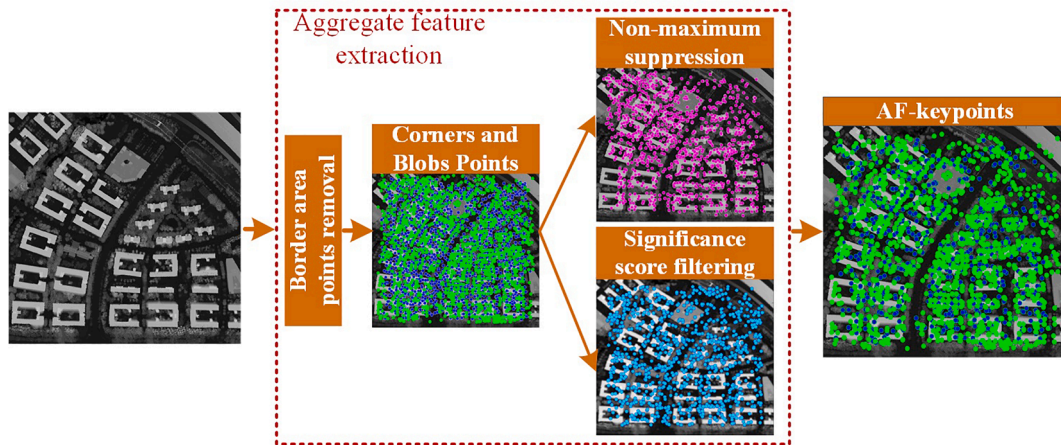 Aggregate feature
extraction
Border area
points removal
Corners and
Blobs Points
Non-maximum
suppression
Significance
score filtering
AF-keypoints